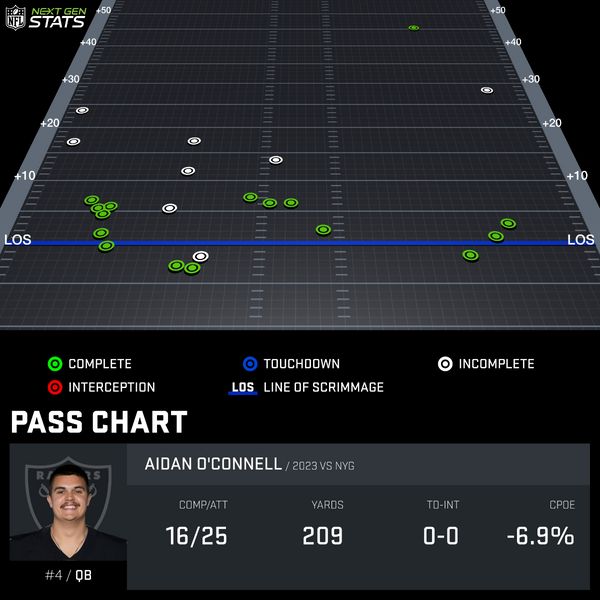 NFL NEXT GEN STATS
+50 +50
+40 +40
+30 +30
+20 +20
+10 +10
LOS LOS
COMPLETE TOUCHDOWN INCOMPLETE
INTERCEPTION LOS LINE OF SCRIMMAGE
PASS CHART
AIDAN O'CONNELL / 2023 VS NYG
COMP/ATT YARDS TD-INT CPOE
16/25 209 0-0 -6.9%
RAIDERS
#4 / QB